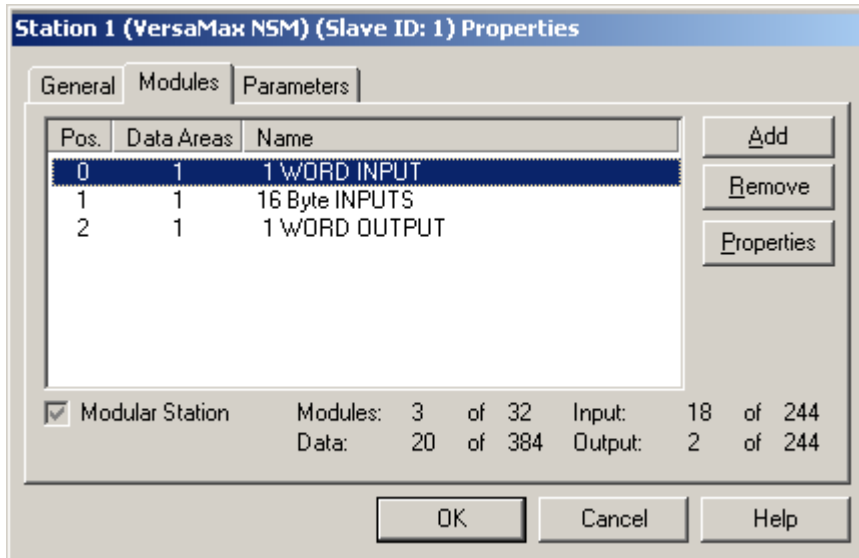 Station 1 (VersaMax NSM) (Slave ID: 1) Properties
General Modules Parameters
Pos. Data Areas Name
0 1 1 WORD INPUT
1 1 16 Byte INPUTS
2 1 1 WORD OUTPUT
Add
Remove
Properties
Modular Station Modules: 3 of 32 Input: 18 of 244
Data: 20 of 384 Output: 2 of 244
OK Cancel Help